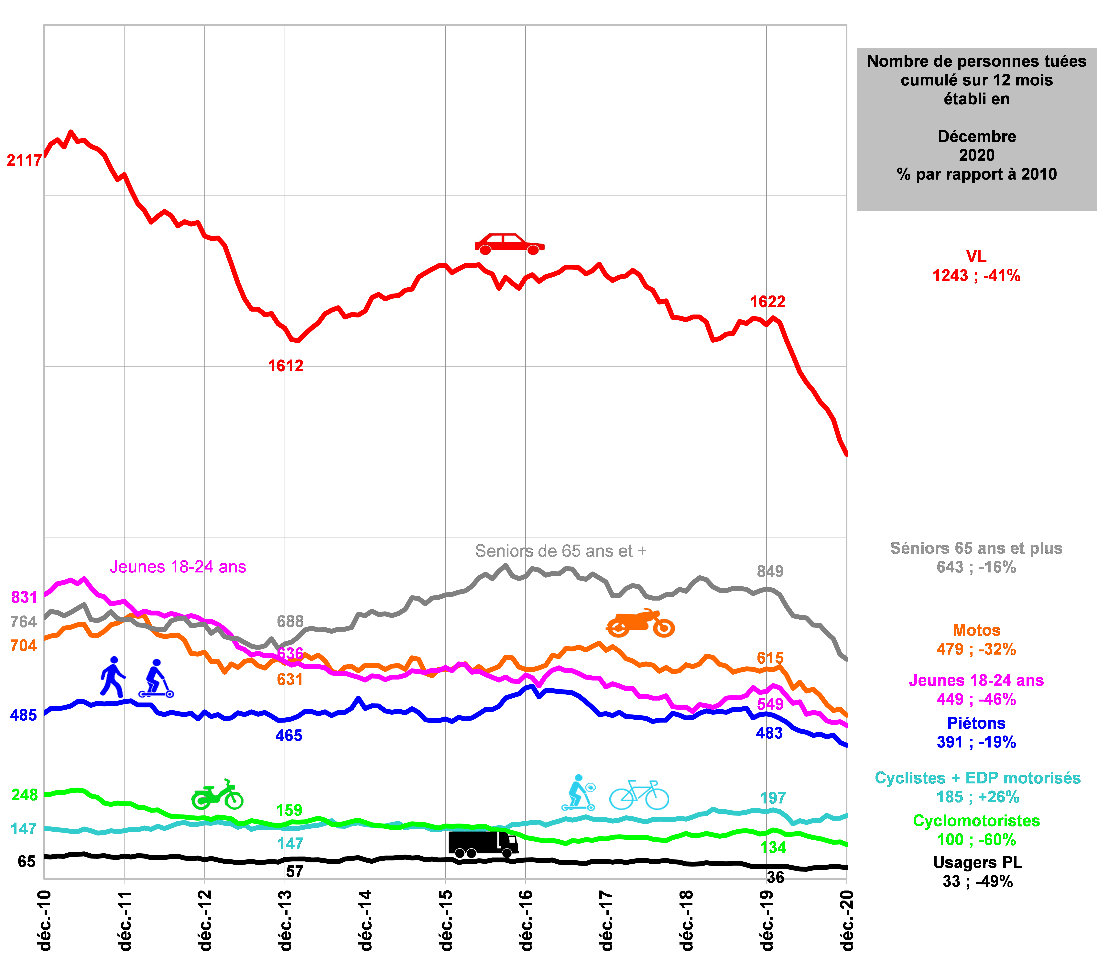 Nombre de personnes tuées
cumulé sur 12 mois
établi en
Décembre
2020
% par rapport à 2010
2117
1612
1622
VL
1243 ; -41%
Seniors de 65 ans et +
Jeunes 18-24 ans
831
764
704
688
636
631
849
615
549
Séniors 65 ans et plus
643 ; -16%
Motos
479 ; -32%
Jeunes 18-24 ans
449 ; -46%
485
465
483
Piétons
391 ; -19%
248
147
159
147
197
134
Cyclistes + EDP motorisés
185 ; +26%
Cyclomotoristes
100 ; -60%
65
57
36
Usagers PL
33 ; -49%
déc.-10
déc.-11
déc.-12
déc.-13
déc.-14
déc.-15
déc.-16
déc.-17
déc.-18
déc.-19
déc.-20